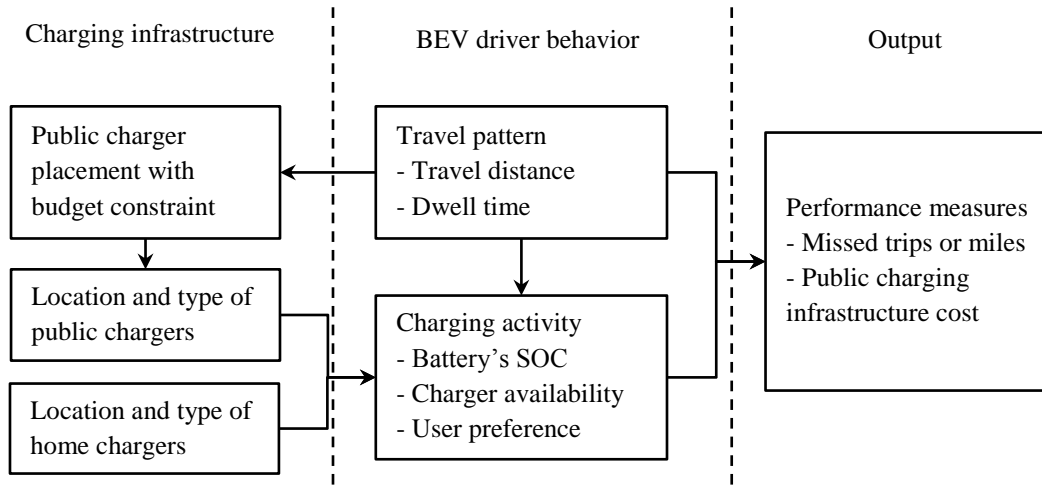 Charging infrastructure
BEV driver behavior
Output
Public charger
placement with
budget constraint
Travel pattern
- Travel distance
- Dwell time
Performance measures
- Missed trips or miles
- Public charging
infrastructure cost
Location and type of
public chargers
Charging activity
- Battery’s SOC
- Charger availability
- User preference
Location and type of
home chargers